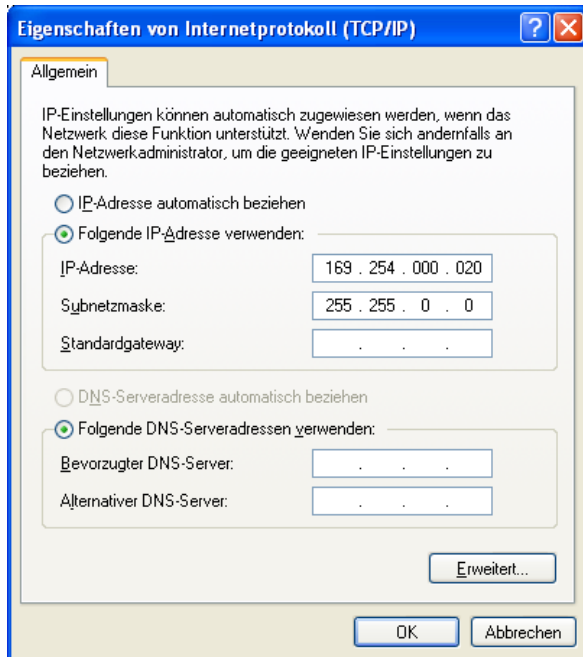 Eigenschaften von Internetprotokoll (TCP/IP)
Allgemein
IP-Einstellungen können automatisch zugewiesen werden, wenn das
Netzwerk diese Funktion unterstützt. Wenden Sie sich andernfalls an
den Netzwerkadministrator, um die geeigneten IP-Einstellungen zu
beziehen.
IP-Adresse automatisch beziehen
Folgende IP-Adresse verwenden:
IP-Adresse: 169 . 254 . 000 . 020
Subnetzmaske: 255 . 255 . 0 . 0
Standardgateway: . . .
DNS-Serveradresse automatisch beziehen
Folgende DNS-Serveradressen verwenden:
Bevorzugter DNS-Server: . . .
Alternativer DNS-Server: . . .
Erweitert...
OK Abbrechen